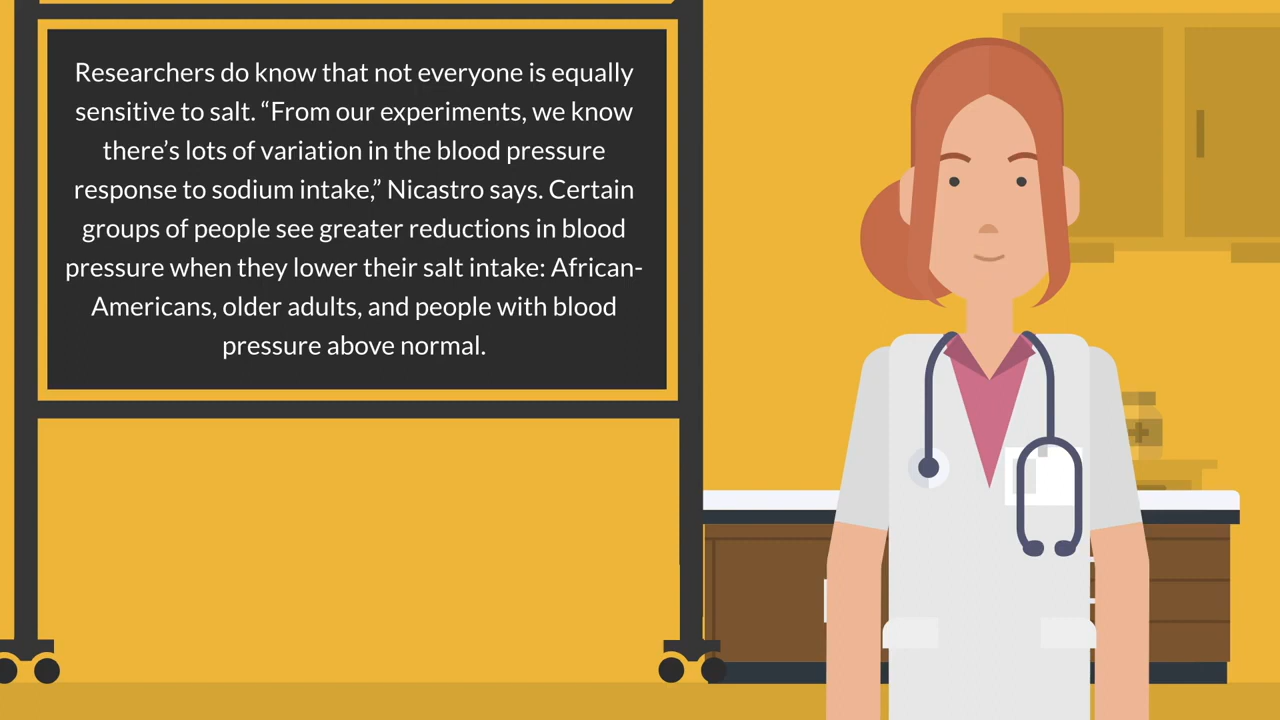 Researchers do know that not everyone is equally
sensitive to salt. “From our experiments, we know
there’s lots of variation in the blood pressure
response to sodium intake,” Nicastro says. Certain
groups of people see greater reductions in blood
pressure when they lower their salt intake: African-
Americans, older adults, and people with blood
pressure above normal.